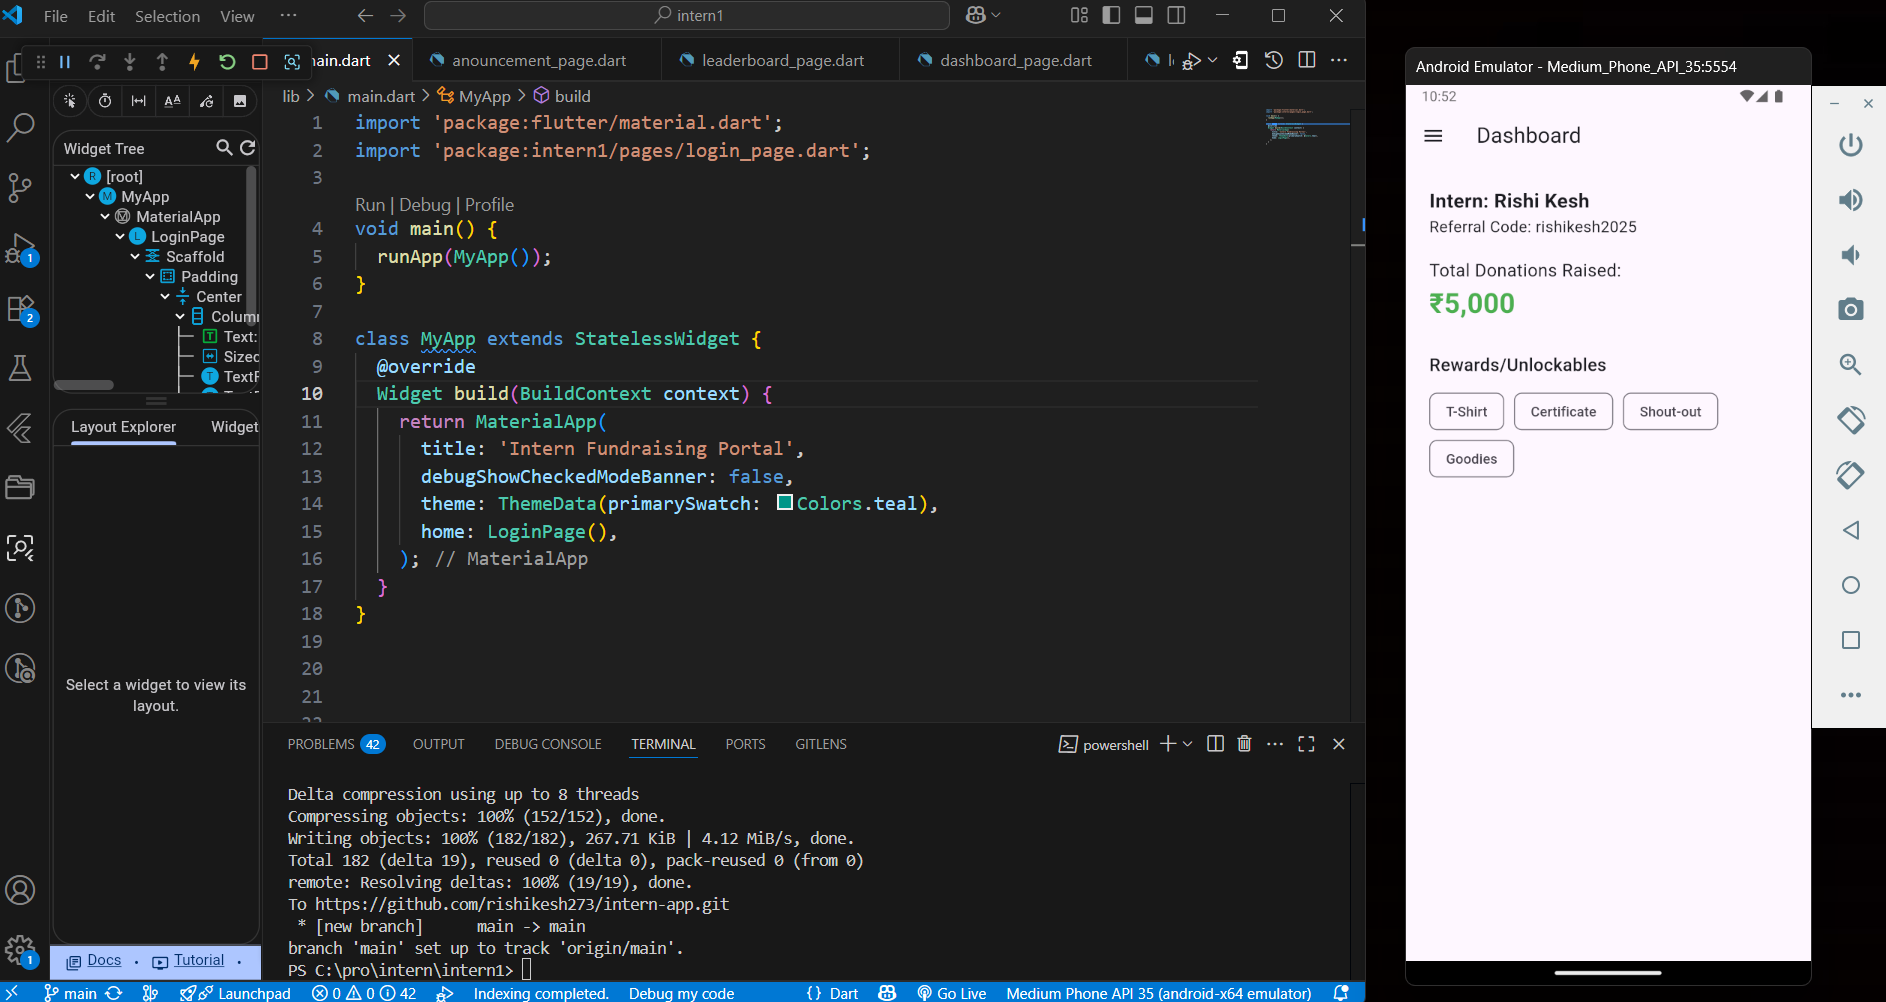 File Edit Selection View ··· intern1
main.dart anouncement_page.dart leaderboard_page.dart dashboard_page.dart
lib > main.dart > MyApp > build
Widget Tree
[root]
MyApp
MaterialApp
LoginPage
Scaffold
Padding
Center
Column
Text:
Sized
TextF
Layout Explorer Widget
Select a widget to view its
layout.
Docs · Tutorial ·
1 import 'package:flutter/material.dart';
2 import 'package:intern1/pages/login_page.dart';
3
Run | Debug | Profile
4 void main() {
5 runApp(MyApp());
6 }
7
8 class MyApp extends StatelessWidget {
9 @override
10 Widget build(BuildContext context) {
11 return MaterialApp(
12 title: 'Intern Fundraising Portal',
13 debugShowCheckedModeBanner: false,
14 theme: ThemeData(primarySwatch: Colors.teal),
15 home: LoginPage(),
16 ); // MaterialApp
17 }
18 }
19
20
21
PROBLEMS 42 OUTPUT DEBUG CONSOLE TERMINAL PORTS GITLENS powershell
Delta compression using up to 8 threads
Compressing objects: 100% (152/152), done.
Writing objects: 100% (182/182), 267.71 KiB | 4.12 MiB/s, done.
Total 182 (delta 19), reused 0 (delta 0), pack-reused 0 (from 0)
remote: Resolving deltas: 100% (19/19), done.
To https://github.com/rishikesh273/intern-app.git
* [new branch] main -> main
branch 'main' set up to track 'origin/main'.
PS C:\pro\intern\intern1>
main Launchpad 0 0 42 Indexing completed. Debug my code {} Dart Go Live Medium Phone API 35 (android-x64 emulator)
Android Emulator - Medium_Phone_API_35:5554
10:52
Dashboard
Intern: Rishi Kesh
Referral Code: rishikesh2025
Total Donations Raised:
₹5,000
Rewards/Unlockables
T-Shirt Certificate Shout-out
Goodies